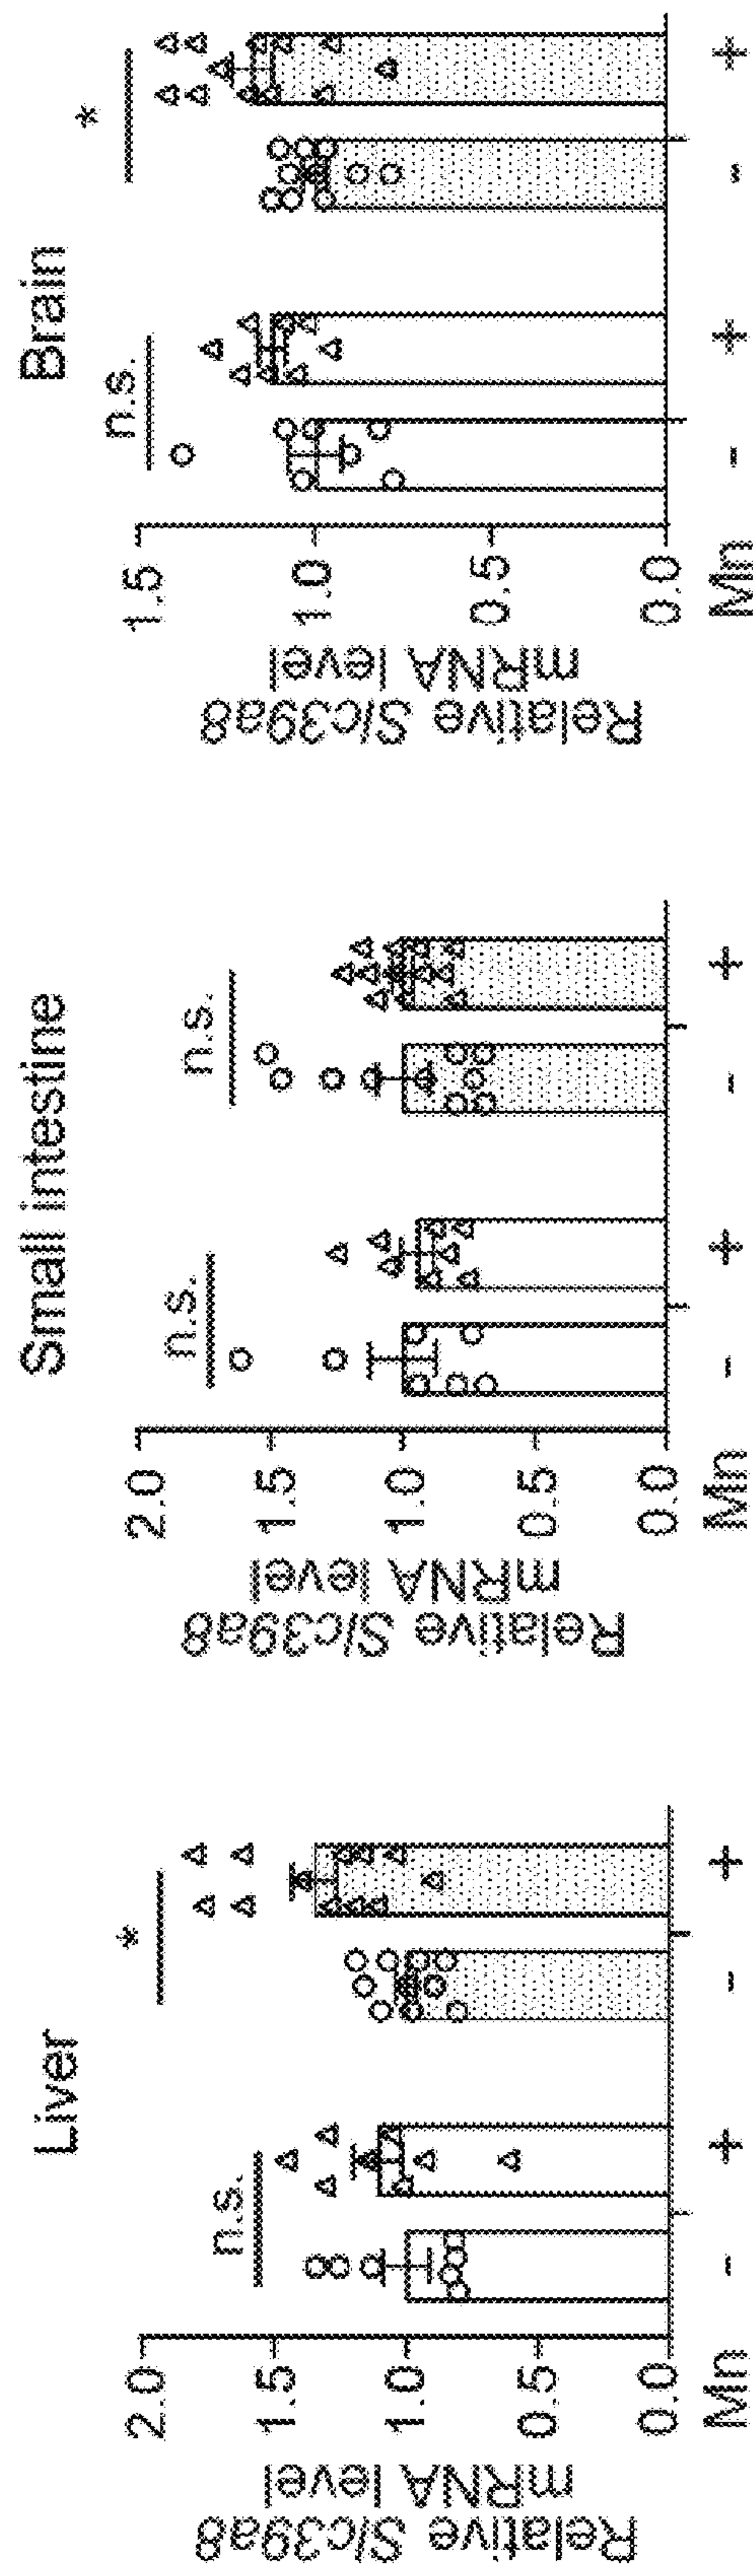 Liver
Relative Slc39a8
mRNA level
2.0
1.5
1.0
0.5
0.0
n.s.
*
Mn - + - +
Small intestine
Relative Slc39a8
mRNA level
2.0
1.5
1.0
0.5
0.0
n.s.
n.s.
Mn - + - +
Brain
Relative Slc39a8
mRNA level
1.5
1.0
0.5
0.0
n.s.
*
Mn - + - +